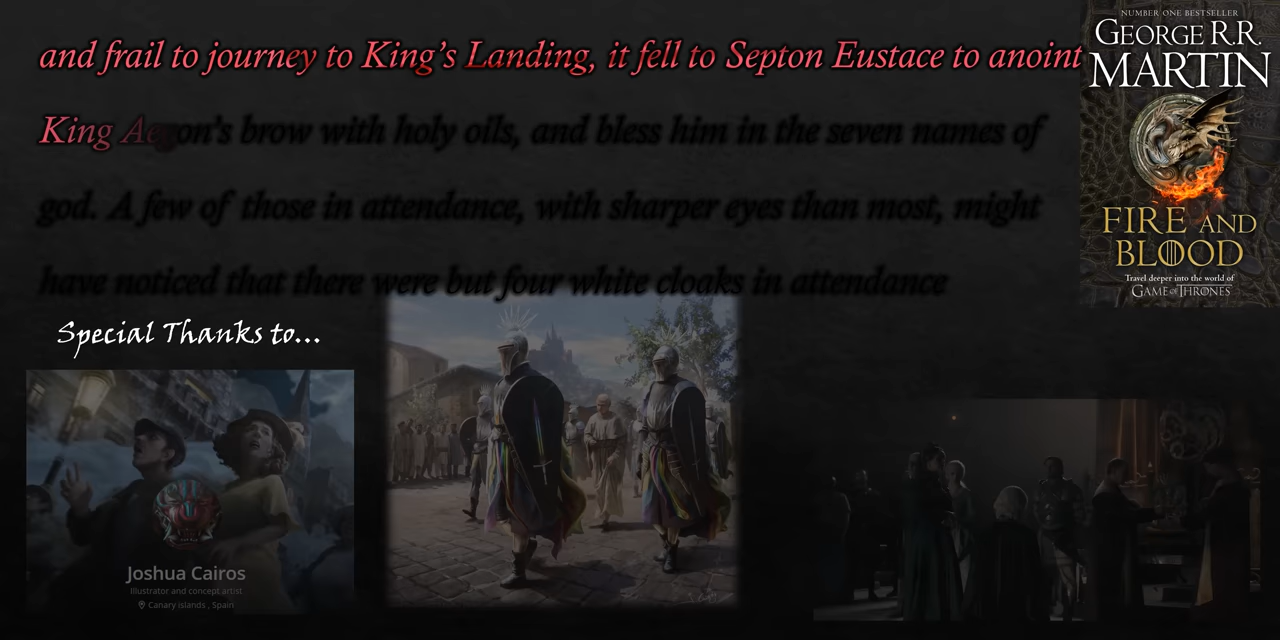 and frail to journey to King's Landing, it fell to Septon Eustace to anoint
King Aegon's brow with holy oils, and bless him in the seven names of
god. A few of those in attendance, with sharper eyes than most, might
have noticed that there were but four white cloaks in attendance
NUMBER ONE BESTSELLER
GEORGE R.R.
MARTIN
FIRE AND
BLOOD
Travel deeper into the world of
GAME OF THRONES
Special Thanks to...
Joshua Cairos
Illustrator and concept artist
Canary islands , Spain